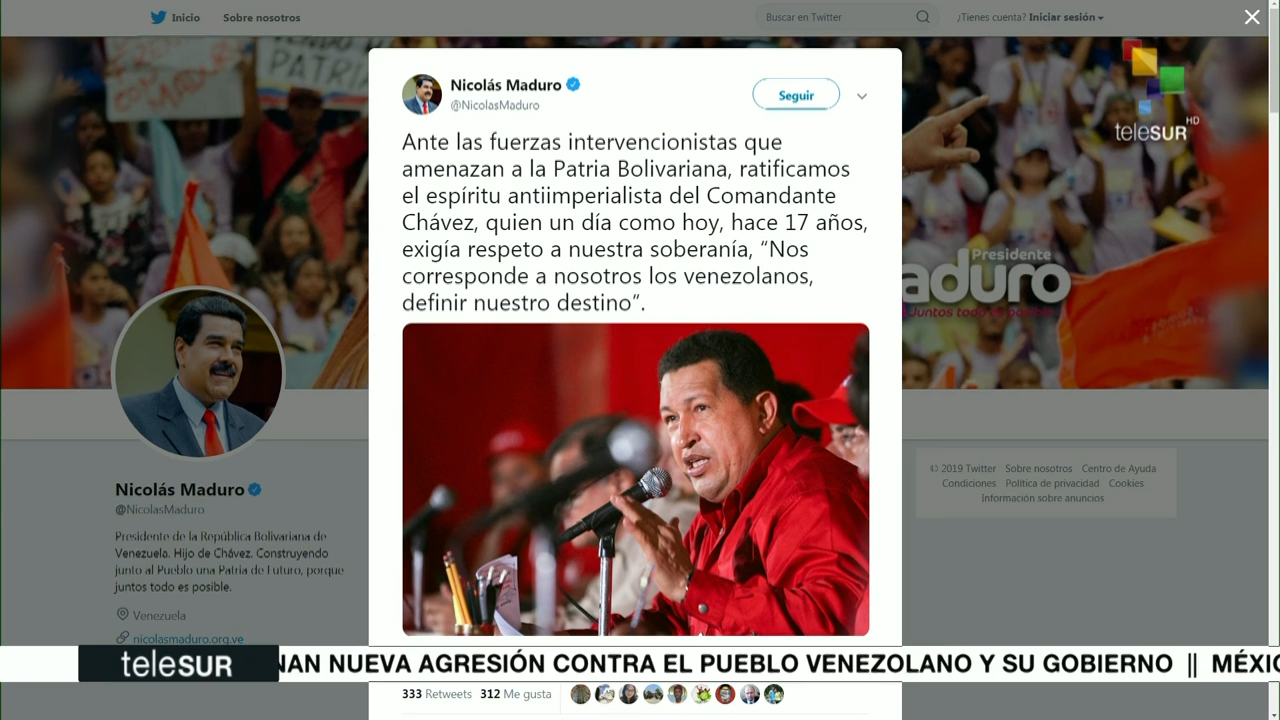 Inicio Sobre nosotros
Buscar en Twitter
¿Tienes cuenta? Iniciar sesión
Nicolás Maduro
@NicolasMaduro
Seguir
Ante las fuerzas intervencionistas que
amenazan a la Patria Bolivariana, ratificamos
el espíritu antiimperialista del Comandante
Chávez, quien un día como hoy, hace 17 años,
exigía respeto a nuestra soberanía, “Nos
corresponde a nosotros los venezolanos,
definir nuestro destino”.
teleSUR HD
Presidente
aduro
Juntos todo es posible
PATRIA
Nicolás Maduro
@NicolasMaduro
Presidente de la República Bolivariana de
Venezuela. Hijo de Chávez. Construyendo
junto al Pueblo una Patria de Futuro, porque
juntos todo es posible.
Venezuela
nicolasmaduro.org.ve
© 2019 Twitter Sobre nosotros Centro de Ayuda
Condiciones Política de privacidad Cookies
Información sobre anuncios
teleSUR NAN NUEVA AGRESIÓN CONTRA EL PUEBLO VENEZOLANO Y SU GOBIERNO || MÉXIC
333 Retweets 312 Me gusta